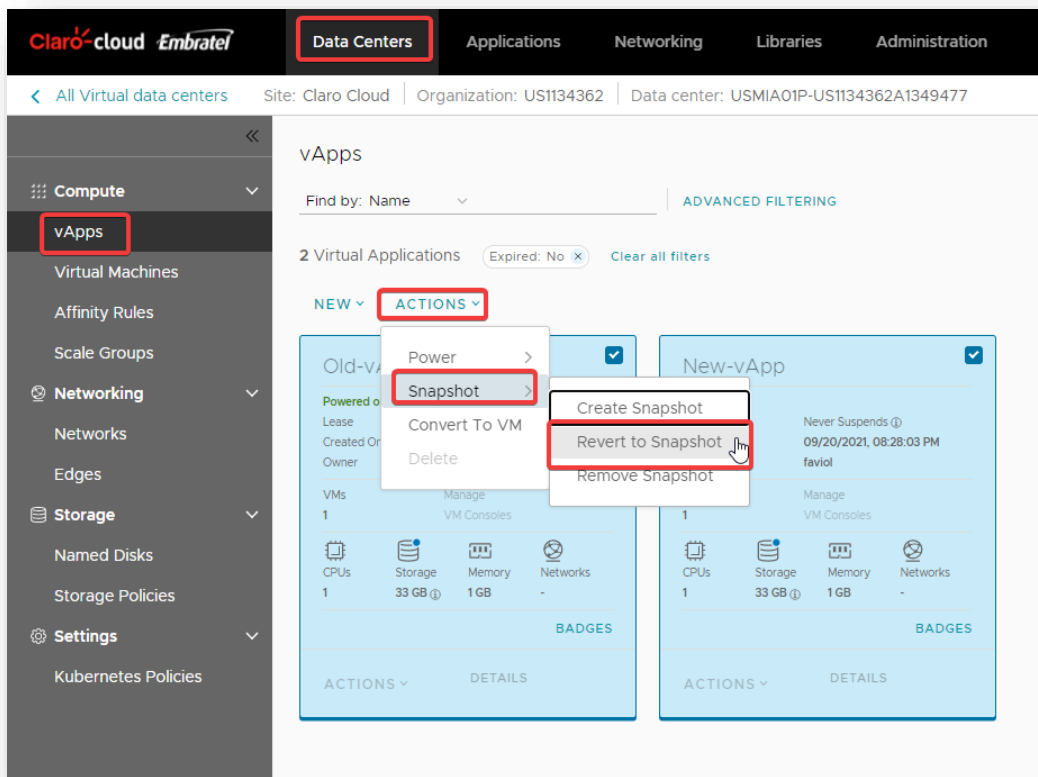 Claro-cloud Embratel
Data Centers Applications Networking Libraries Administration
All Virtual data centers Site: Claro Cloud Organization: US1134362 Data center: USMIA01P-US1134362A1349477
Compute
vApps
Virtual Machines
Affinity Rules
Scale Groups
Networking
Networks
Edges
Storage
Named Disks
Storage Policies
Settings
Kubernetes Policies
vApps
Find by: Name
ADVANCED FILTERING
2 Virtual Applications Expired: No Clear all filters
NEW ACTIONS
Power
Snapshot
Convert To VM
Delete
Create Snapshot
Revert to Snapshot
Remove Snapshot
Powered
Lease
Created
Owner
VMs Manage
1 VM Consoles
CPUs Storage Memory Networks
1 33 GB 1 GB -
BADGES
ACTIONS DETAILS
New-vApp
Never Suspends
09/20/2021, 08:28:03 PM
faviol
Manage
1 VM Consoles
CPUs Storage Memory Networks
1 33 GB 1 GB -
BADGES
ACTIONS DETAILS